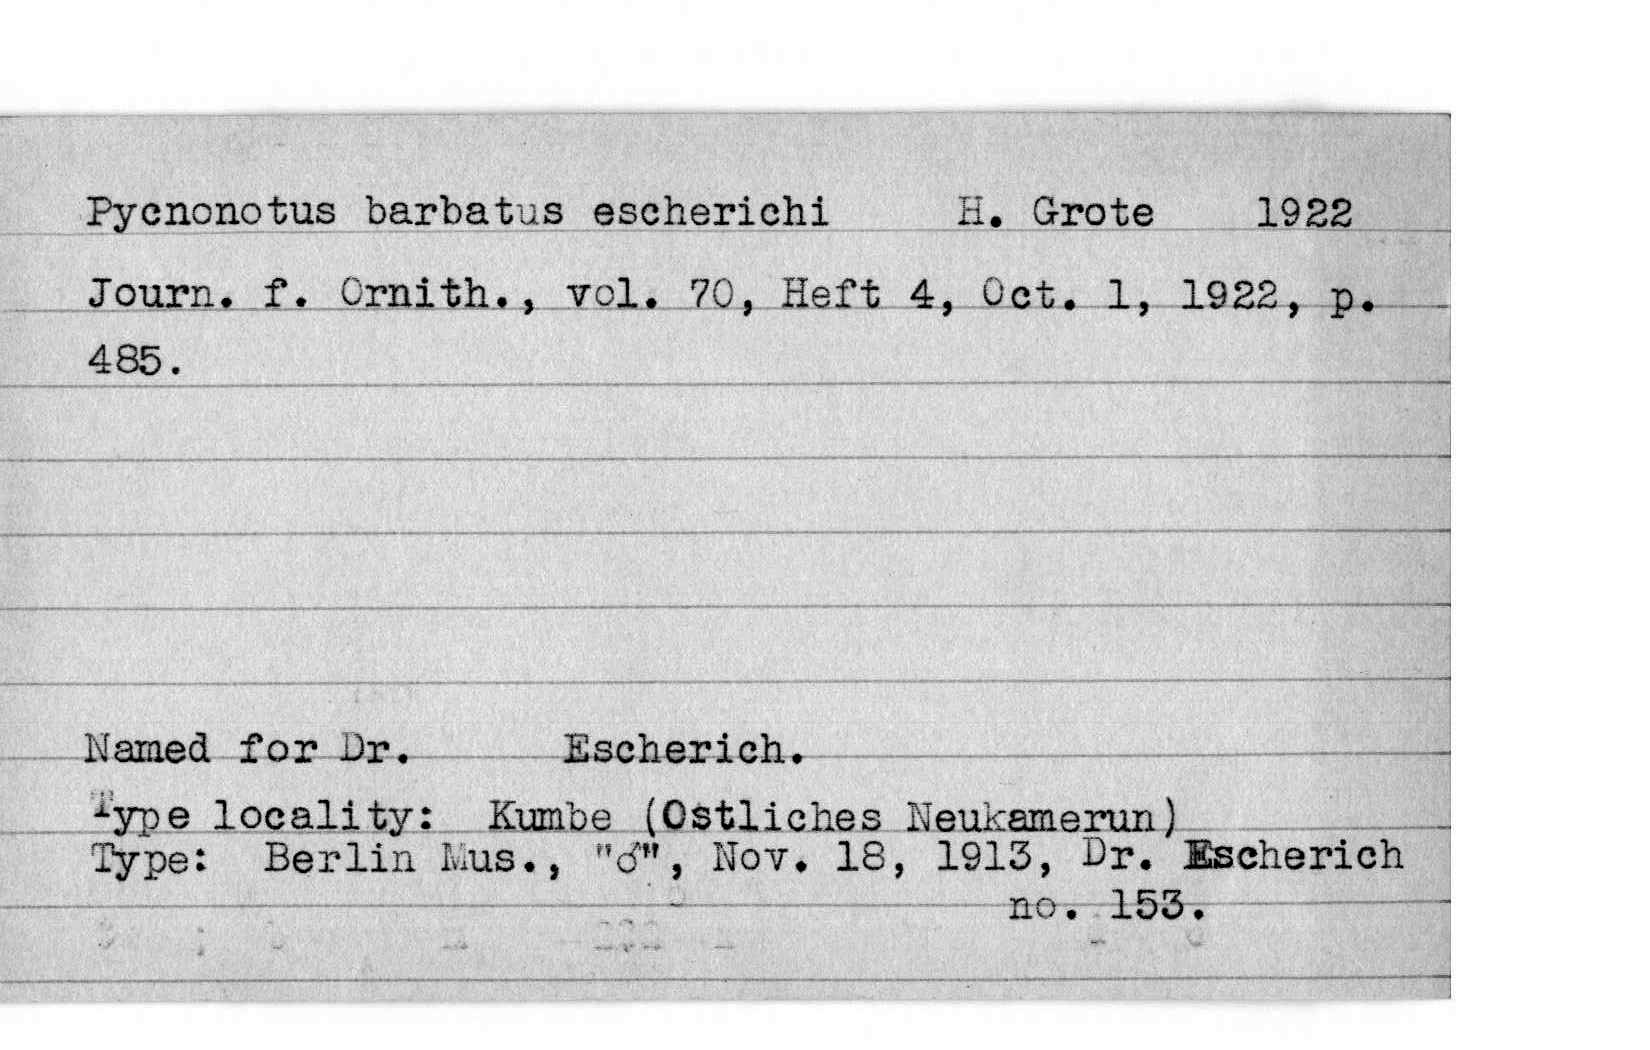 Pycnonotus barbatus escherichi H. Grote 1922
Journ. f. Ornith., vol. 70, Heft 4, Oct. 1, 1922, p.
485.
Named for Dr. Escherich.
Type locality: Kumbe (Ostliches Neukamerun)
Type: Berlin Mus., "♂", Nov. 18, 1913, Dr. Escherich
no. 153.